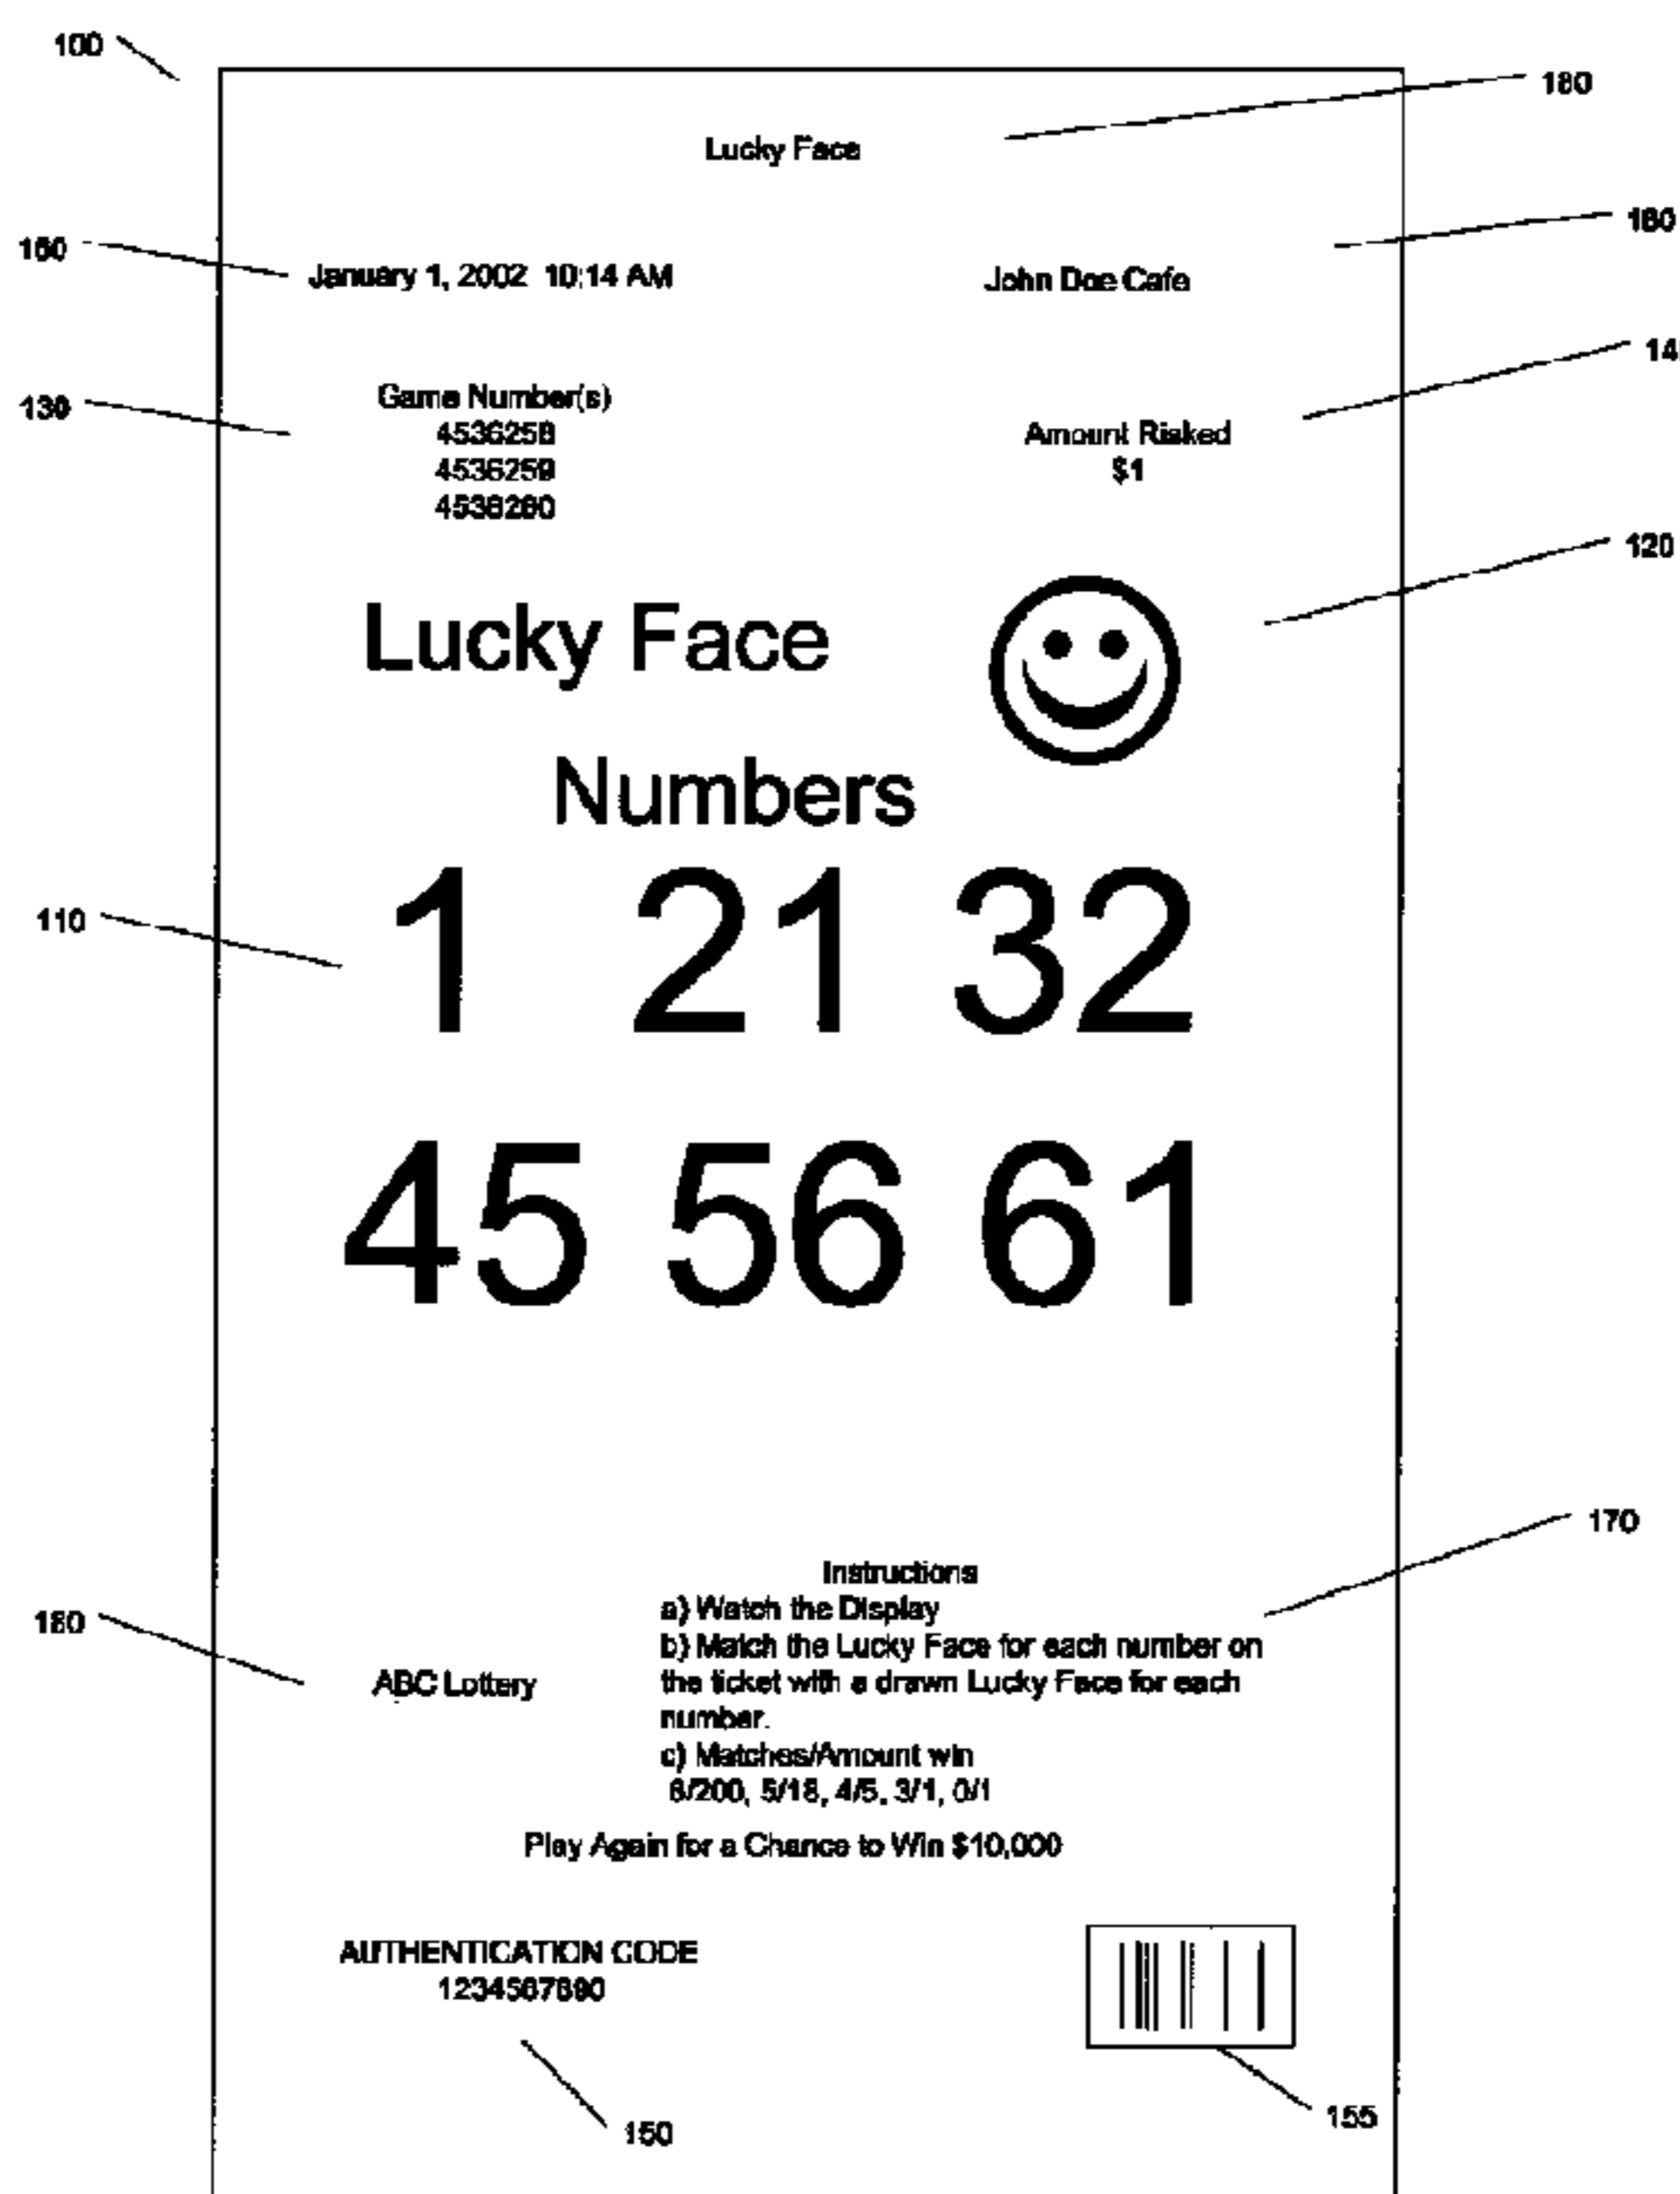 100
Lucky Face
January 1, 2002 10:14 AM
John Doe Cafe
130
Game Number(s)
4536258
4536259
4536260
14
Amount Risked
$1
120
Lucky Face
Numbers
110
1 21 32
45 56 61
170
Instructions
a) Watch the Display
b) Match the Lucky Face for each number on
the ticket with a drawn Lucky Face for each
number.
c) Matches/Amount win
6/200, 5/18, 4/5, 3/1, 0/1
ABC Lottery
Play Again for a Chance to Win $10,000
AUTHENTICATION CODE
1234567890
150
155